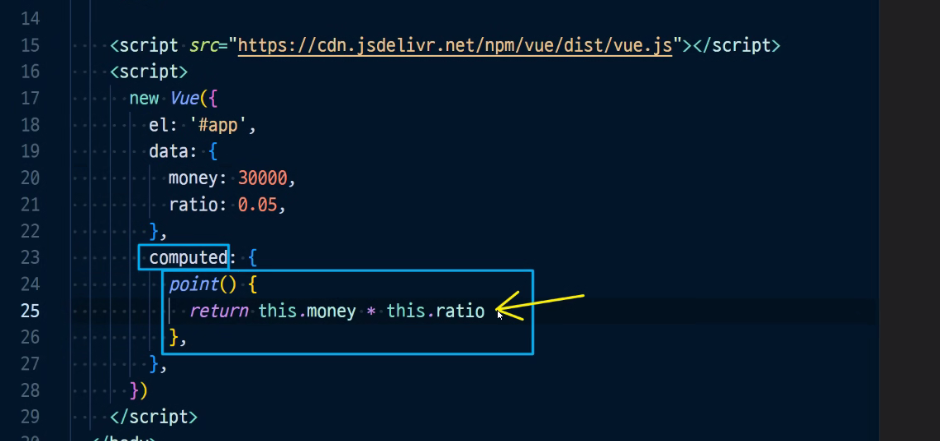 14
15 <script src="https://cdn.jsdelivr.net/npm/vue/dist/vue.js"></script>
16 <script>
17 new Vue({
18 el: '#app',
19 data: {
20 money: 30000,
21 ratio: 0.05,
22 },
23 computed: {
24 point() {
25 return this.money * this.ratio
26 },
27 },
28 })
29 </script>